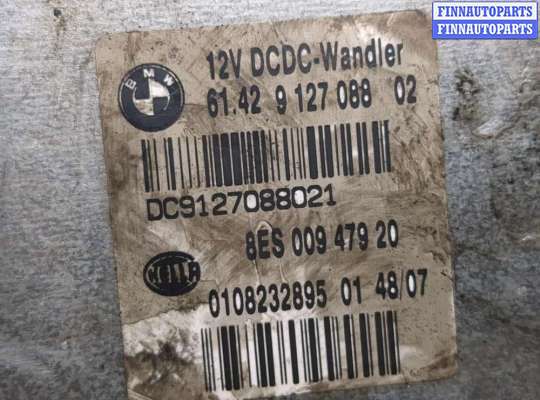 FINNAUTOPARTS
FINNAUTOPARTS
BMW
12V DCDC-Wandler
61.42 9 127 088 02
DC9127088021
8ES 009 479 20
HELLA
0108232895 01 48/07